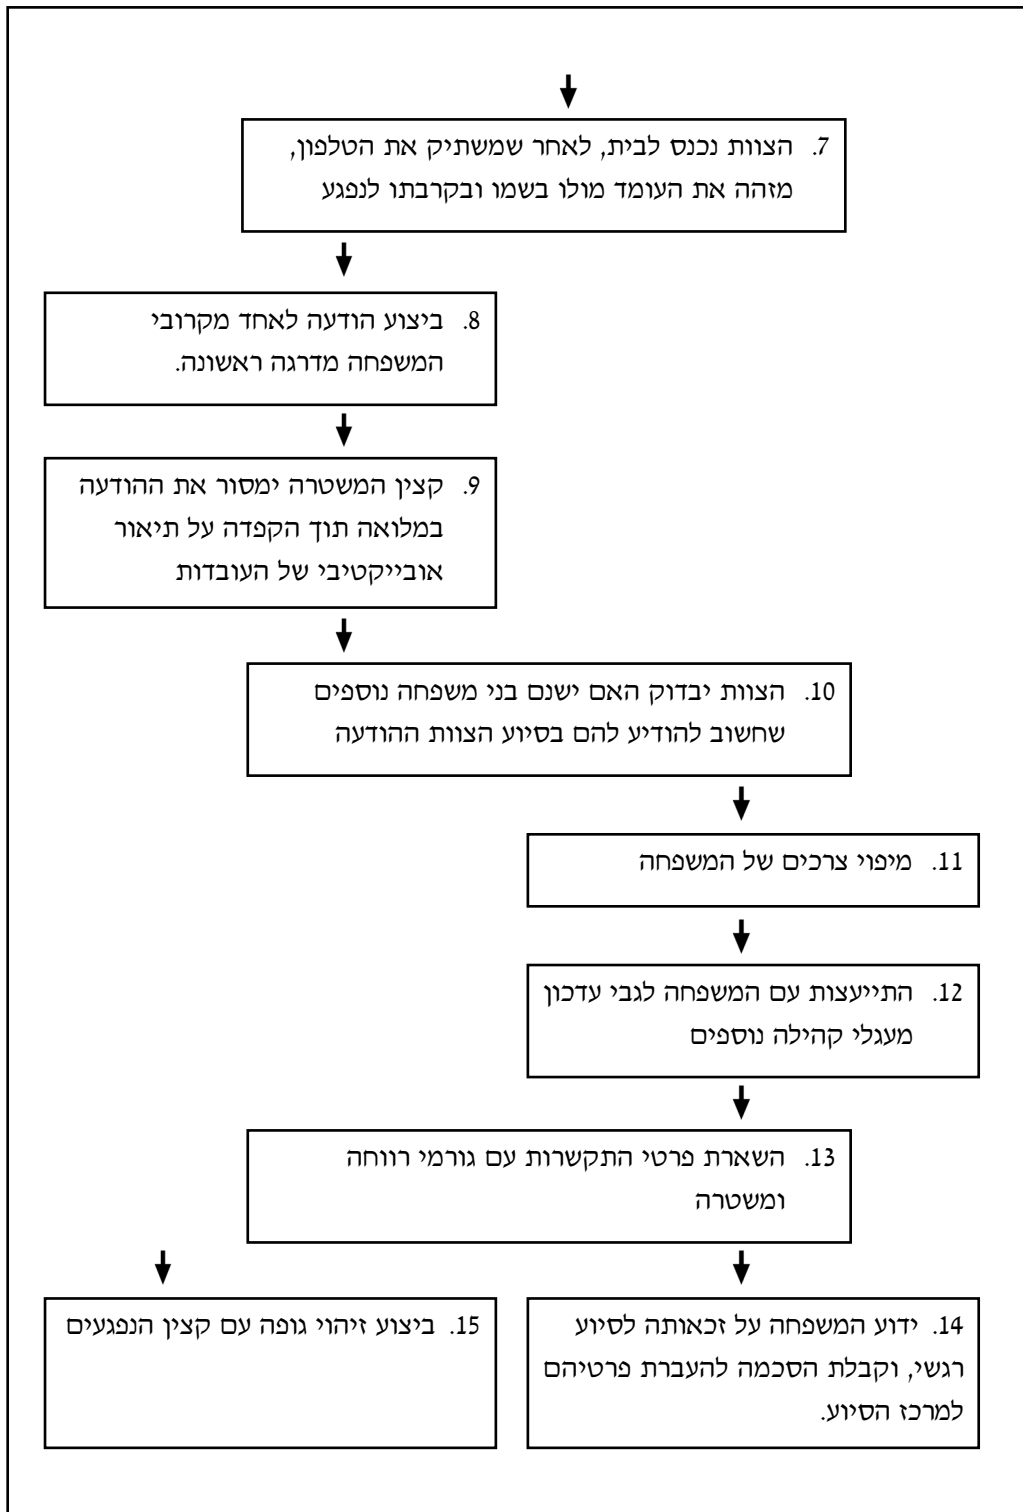 7. הצוות נכנס לבית, לאחר שמשתיק את הטלפון,
מזהה את העומד מולו בשמו ובקרבתו לנפגע
8. ביצוע הודעה לאחד מקרובי
המשפחה מדרגה ראשונה.
9. קצין המשטרה ימסור את ההודעה
במלואה תוך הקפדה על תיאור
אובייקטיבי של העובדות
10. הצוות יבדוק האם ישנם בני משפחה נוספים
שחשוב להודיע להם בסיוע הצוות ההודעה
11. מיפוי צרכים של המשפחה
12. התייעצות עם המשפחה לגבי עדכון
מעגלי קהילה נוספים
13. השארת פרטי התקשרות עם גורמי רווחה
ומשטרה
14. ידוע המשפחה על זכאותה לסיוע
רגשי, וקבלת הסכמה להעברת פרטיהם
למרכז הסיוע.
15. ביצוע זיהוי גופה עם קצין הנפגעים